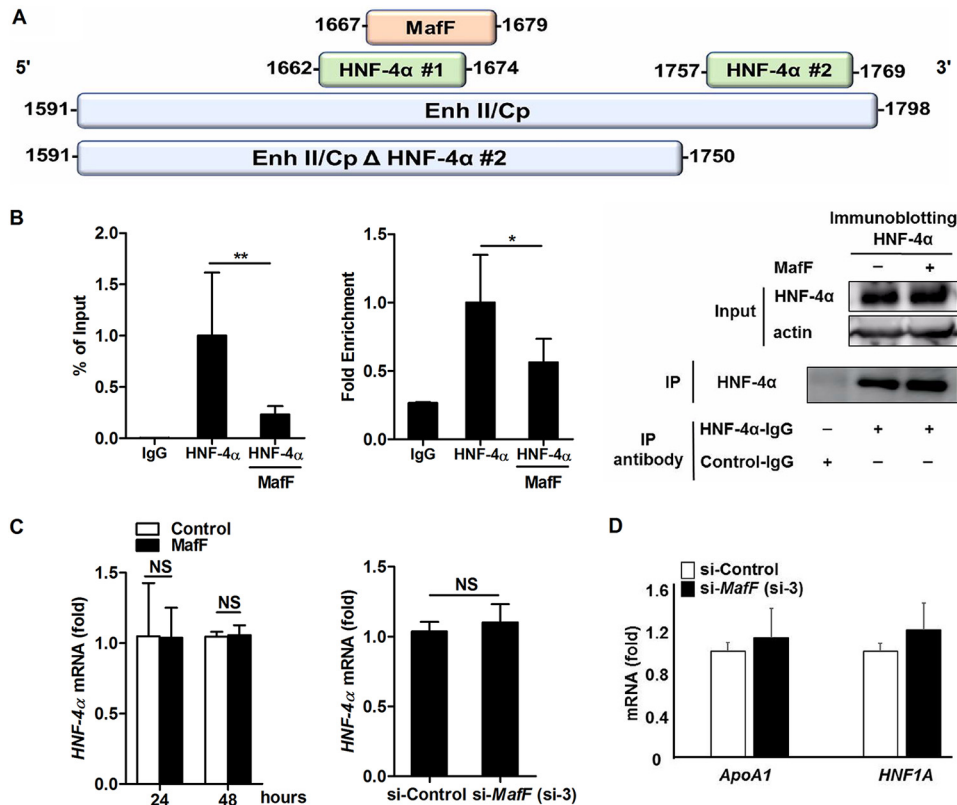 A
1667
MafF
1679
5'
1662
HNF-4α #1
1674
1757
HNF-4α #2
1769
3'
1591
Enh II/Cp
1798
1591
Enh II/Cp Δ HNF-4α #2
1750
B
% of Input
2.0
1.5
1.0
0.5
0.0
**
IgG
HNF-4α
HNF-4α
MafF
Fold Enrichment
1.5
1.0
0.5
0.0
*
IgG
HNF-4α
HNF-4α
MafF
Immunoblotting
HNF-4α
MafF – +
Input
HNF-4α
actin
IP
HNF-4α
IP
antibody
HNF-4α-IgG – + +
Control-IgG + – –
C
Control
MafF
HNF-4α mRNA (fold)
1.5
1.0
0.5
0.0
NS
NS
24
48
hours
HNF-4α mRNA (fold)
1.5
1.0
0.5
0.0
NS
si-Control
si-MafF (si-3)
D
si-Control
si-MafF (si-3)
mRNA (fold)
1.6
1.2
0.8
0.4
0
ApoA1
HNF1A